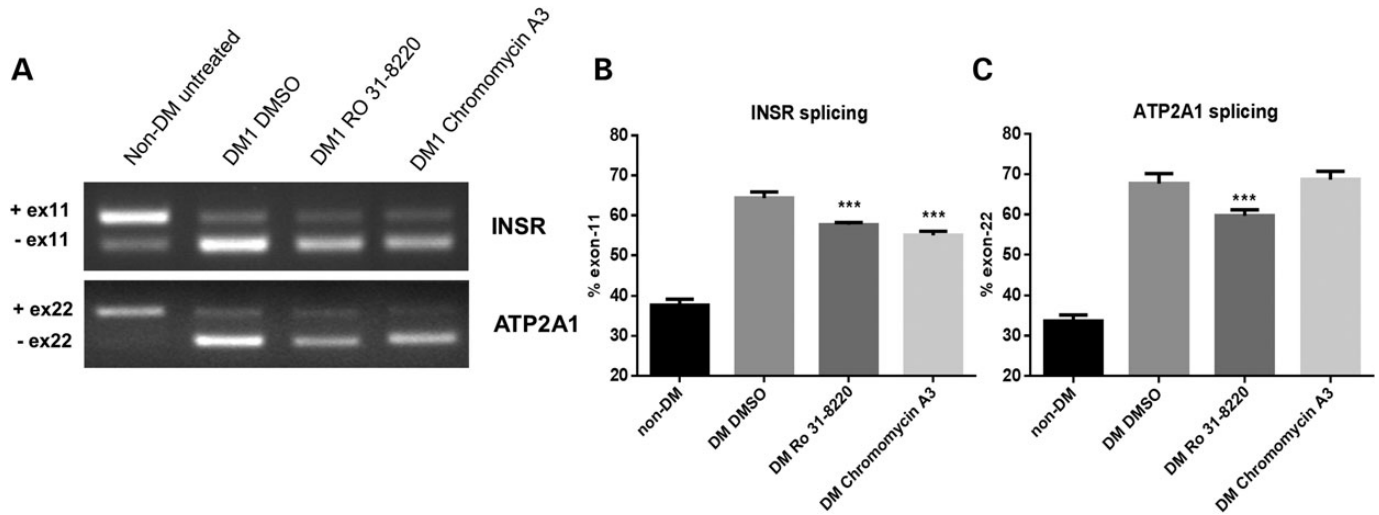 A
Non-DM untreated
DM1 DMSO
DM1 RO 31-8220
DM1 Chromomycin A3
+ ex11
- ex11
INSR
+ ex22
- ex22
ATP2A1
B
INSR splicing
% exon-11
80
70
60
50
40
30
20
***
***
non-DM
DM DMSO
DM Ro 31-8220
DM Chromomycin A3
C
ATP2A1 splicing
% exon-22
80
70
60
50
40
30
20
***
non-DM
DM DMSO
DM Ro 31-8220
DM Chromomycin A3